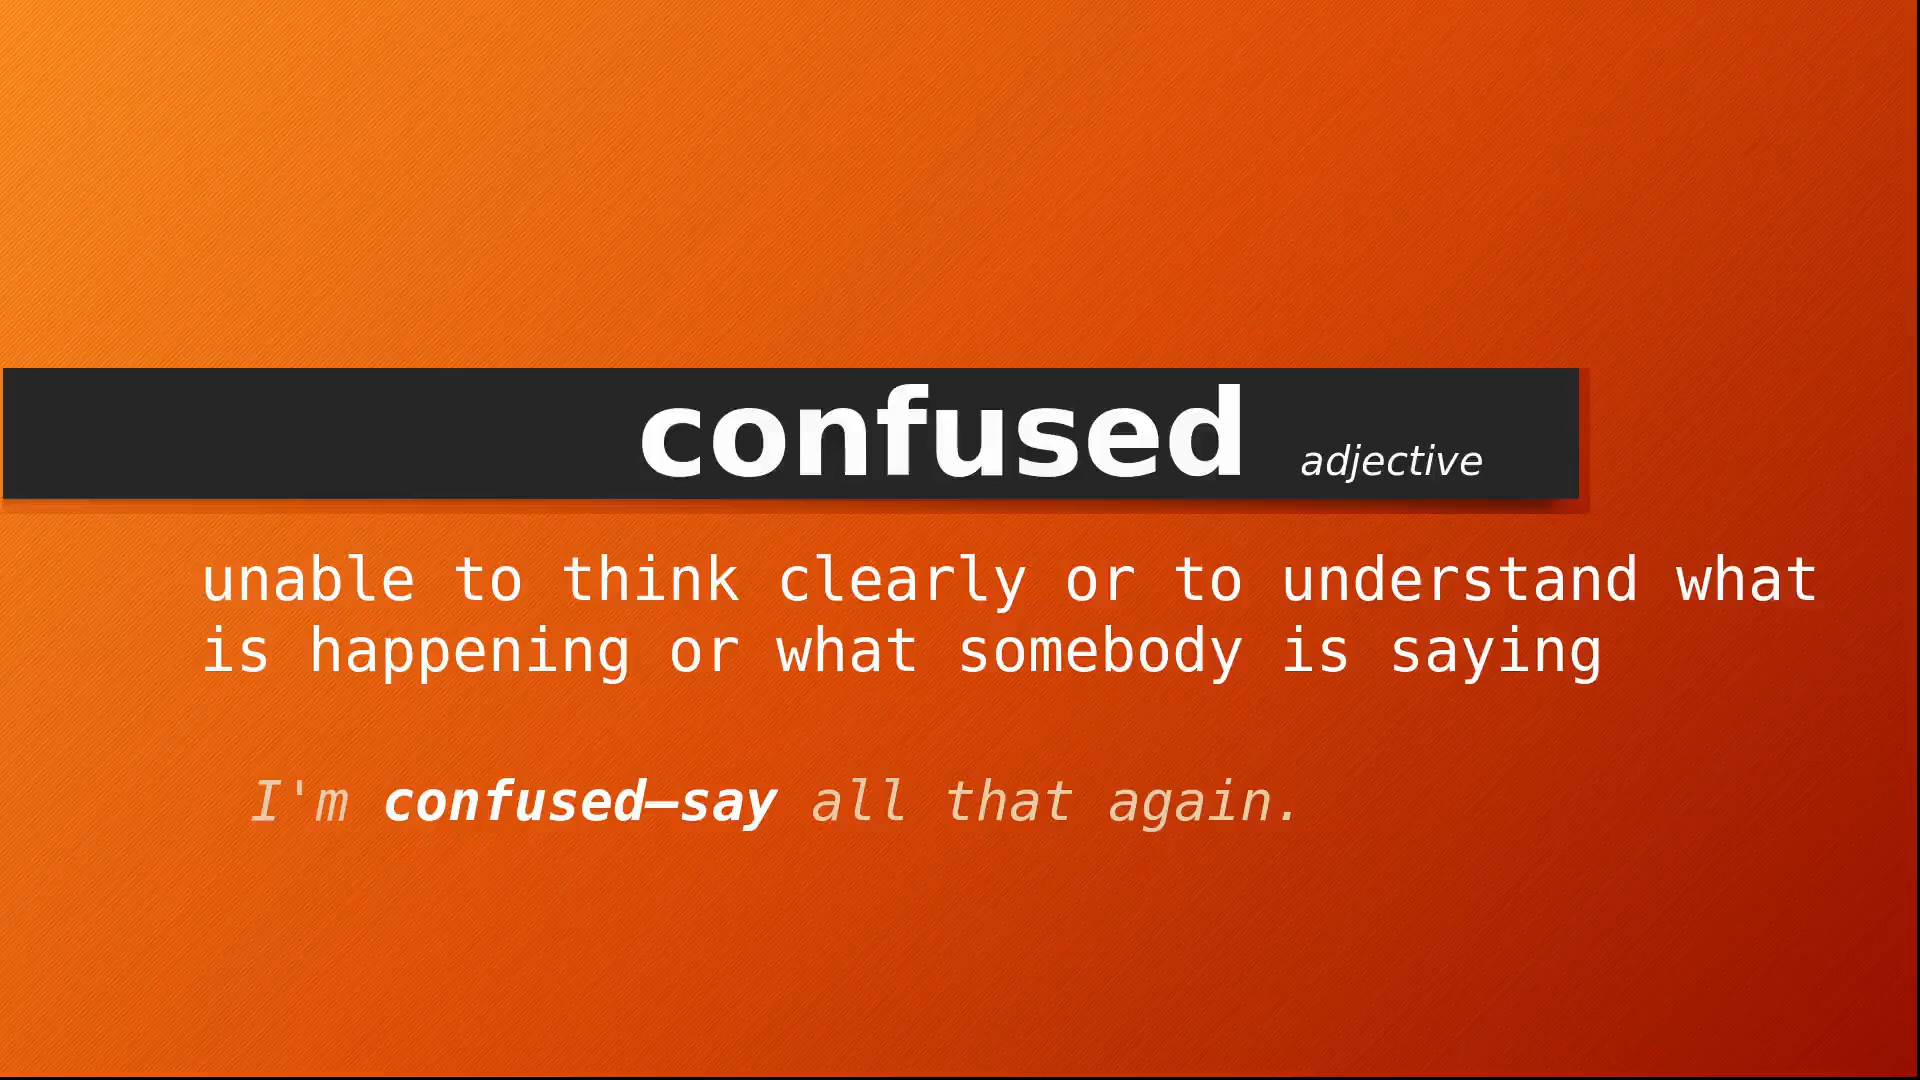 confused adjective
unable to think clearly or to understand what
is happening or what somebody is saying
I'm confused—say all that again.